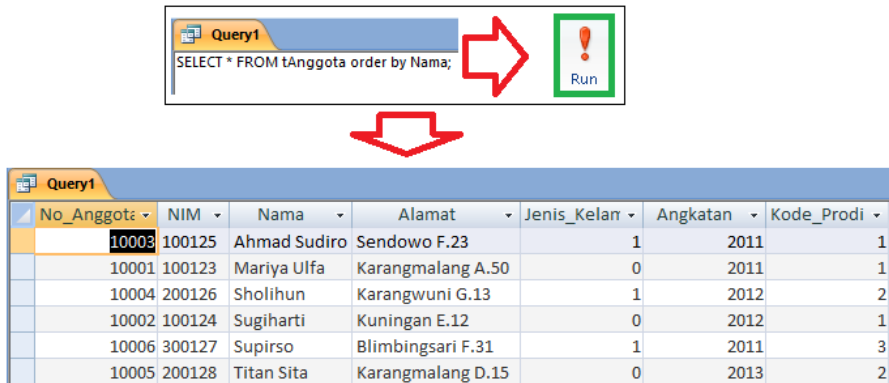 Query1
SELECT * FROM tAnggota order by Nama;
Run
Query1
No_Anggota NIM Nama Alamat Jenis_Kelan Angkatan Kode_Prodi
10003 100125 Ahmad Sudiro Sendowo F.23 1 2011 1
10001 100123 Mariya Ulfa Karangmalang A.50 0 2011 1
10004 200126 Sholihun Karangwuni G.13 1 2012 2
10002 100124 Sugiharti Kuningan E.12 0 2012 1
10006 300127 Supirso Blimbingsari F.31 1 2011 3
10005 200128 Titan Sita Karangmalang D.15 0 2013 2